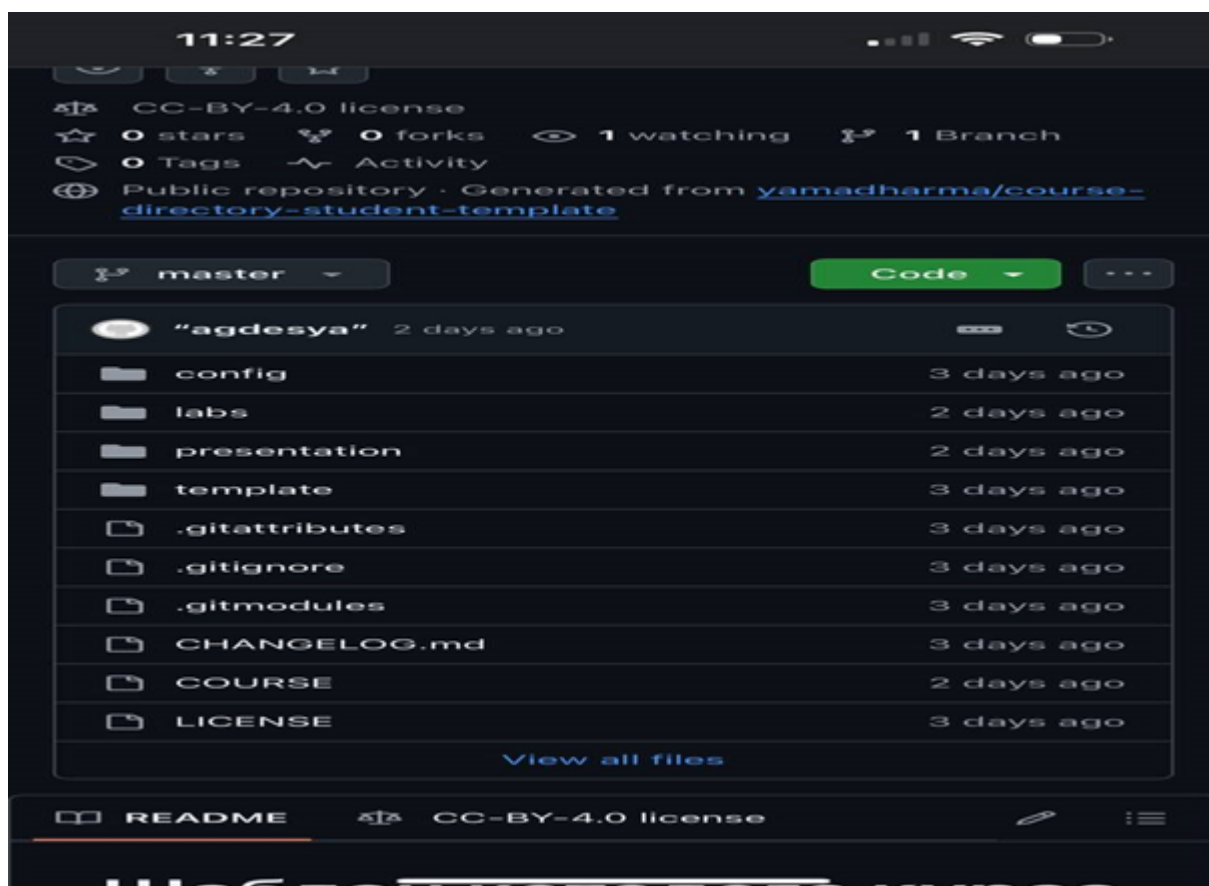 11:27
CC-BY-4.0 license
0 stars 0 forks 1 watching 1 Branch
0 Tags Activity
Public repository · Generated from yamadharma/course-
directory-student-template
master Code
"agdesya" 2 days ago
config 3 days ago
labs 2 days ago
presentation 2 days ago
template 3 days ago
.gitattributes 3 days ago
.gitignore 3 days ago
.gitmodules 3 days ago
CHANGELOG.md 3 days ago
COURSE 2 days ago
LICENSE 3 days ago
View all files
README CC-BY-4.0 license